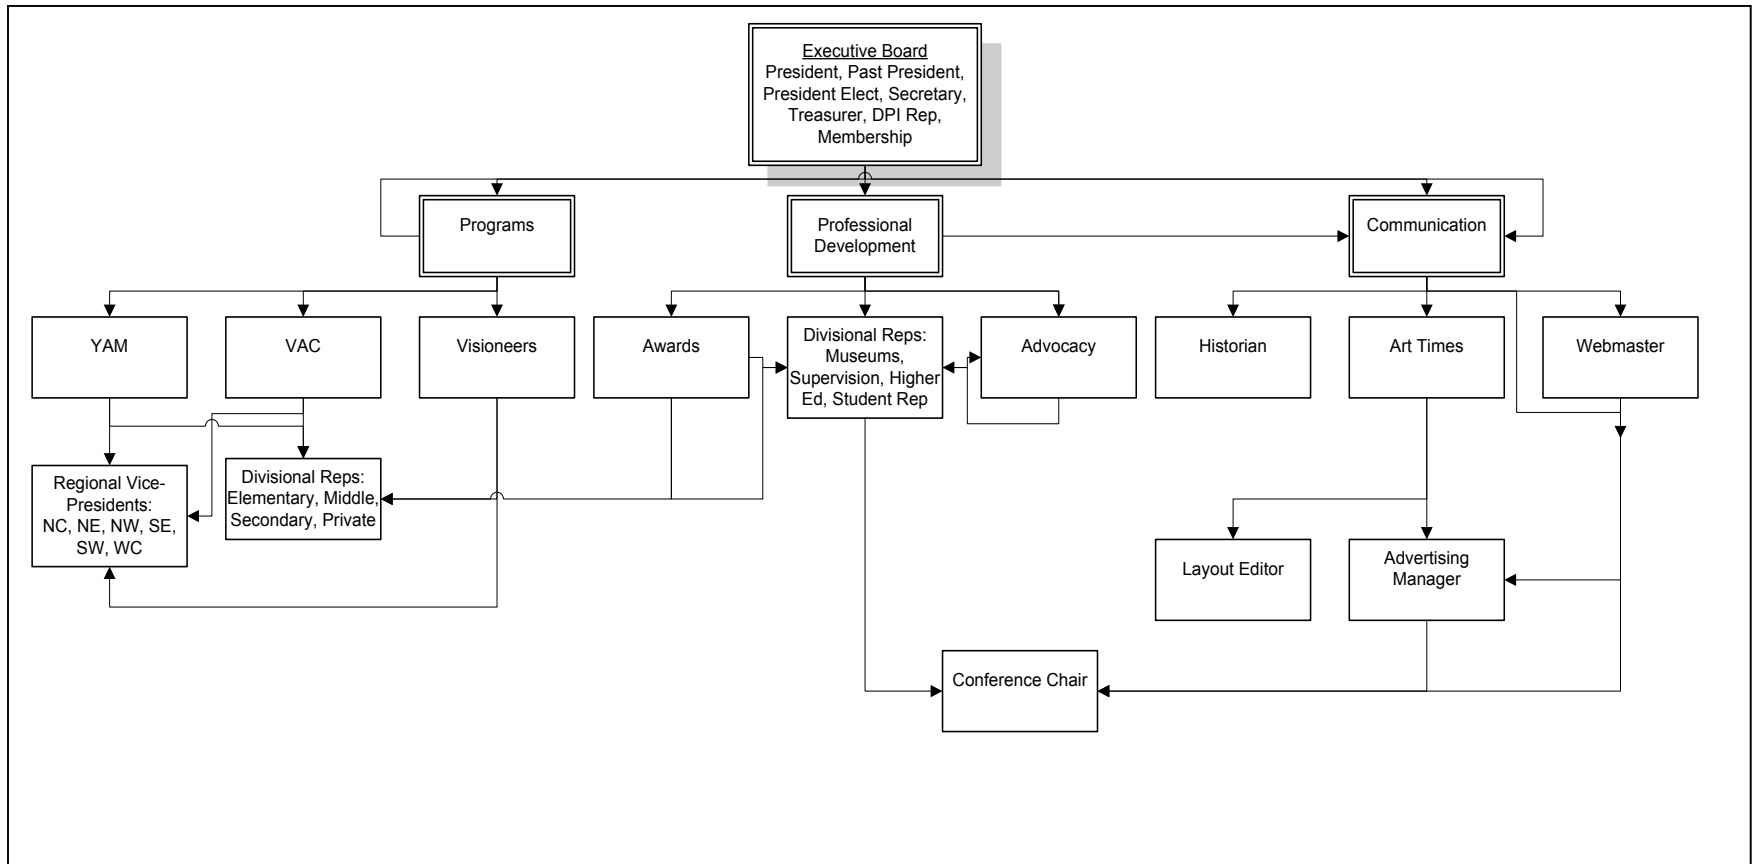 Executive Board
President, Past President,
President Elect, Secretary,
Treasurer, DPI Rep,
Membership
Programs
Professional
Development
Communication
YAM
VAC
Visioneers
Awards
Divisional Reps:
Museums,
Supervision, Higher
Ed, Student Rep
Advocacy
Historian
Art Times
Webmaster
Regional Vice-
Presidents:
NC, NE, NW, SE,
SW, WC
Divisional Reps:
Elementary, Middle,
Secondary, Private
Layout Editor
Advertising
Manager
Conference Chair